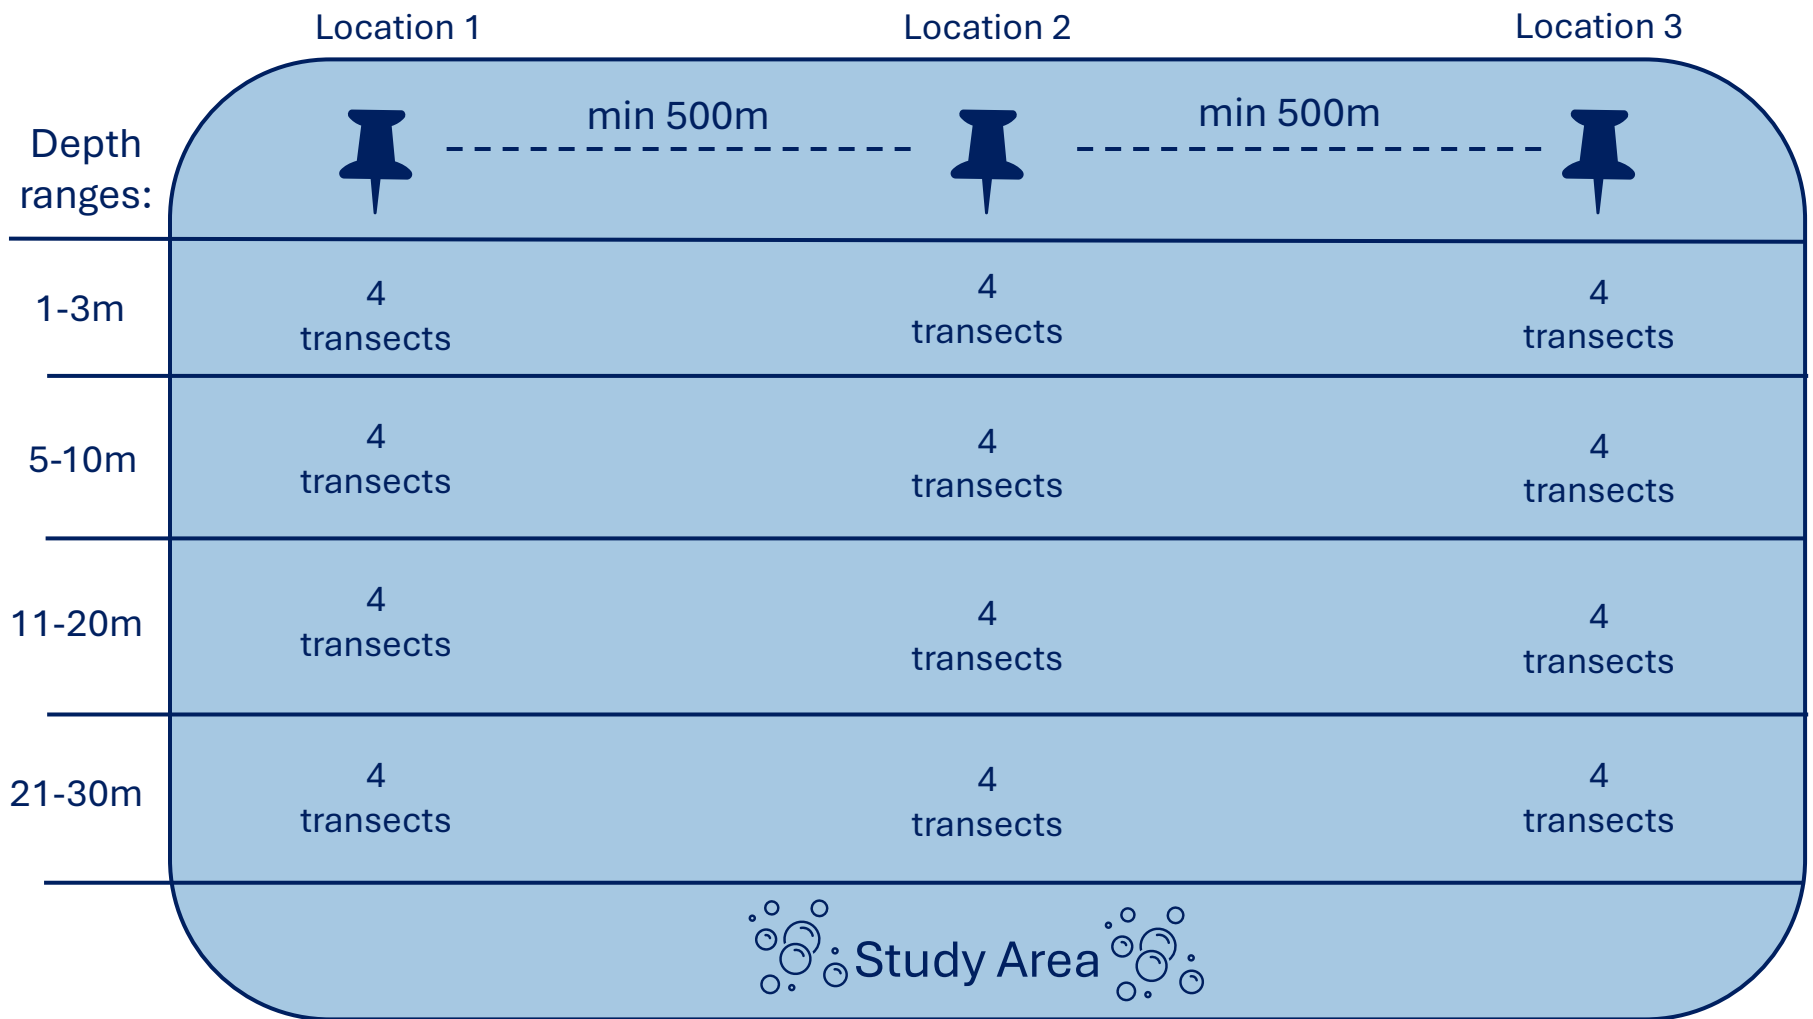 Location 1
Location 2
Location 3
min 500m
min 500m
Depth
ranges:
1-3m
4
transects
4
transects
4
transects
5-10m
4
transects
4
transects
4
transects
11-20m
4
transects
4
transects
4
transects
21-30m
4
transects
4
transects
4
transects
Study Area